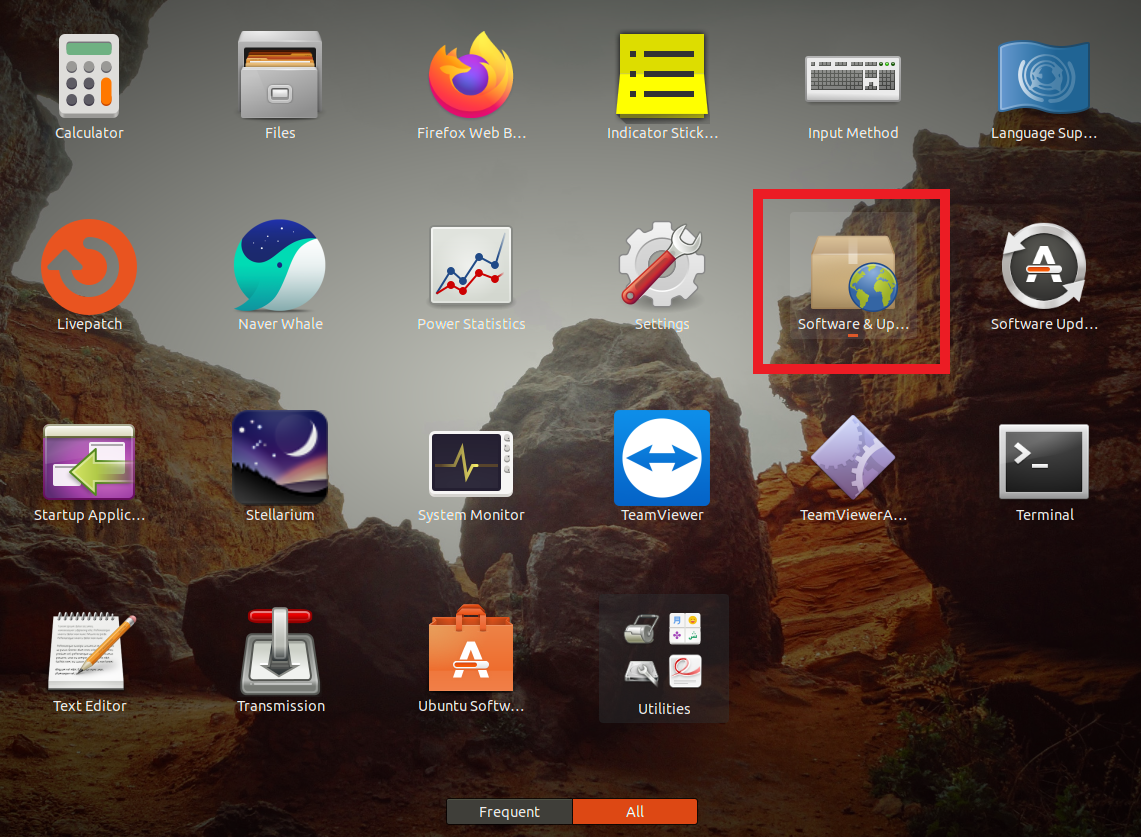 Calculator
Files
Firefox Web B...
Indicator Stick...
Input Method
Language Sup...
Livepatch
Naver Whale
Power Statistics
Settings
Software & Up...
Software Upd...
Startup Applic...
Stellarium
System Monitor
TeamViewer
TeamViewerA...
Terminal
Text Editor
Transmission
Ubuntu Softw...
Utilities
Frequent
All